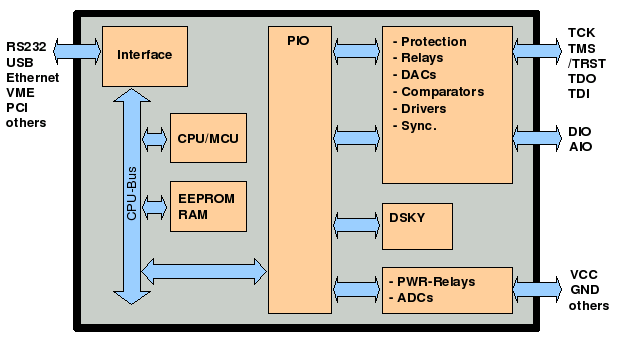 RS232
USB
Ethernet
VME
PCI
others
Interface
CPU-Bus
CPU/MCU
EEPROM
RAM
PIO
- Protection
- Relays
- DACs
- Comparators
- Drivers
- Sync.
DSKY
- PWR-Relays
- ADCs
TCK
TMS
/TRST
TDO
TDI
DIO
AIO
VCC
GND
others